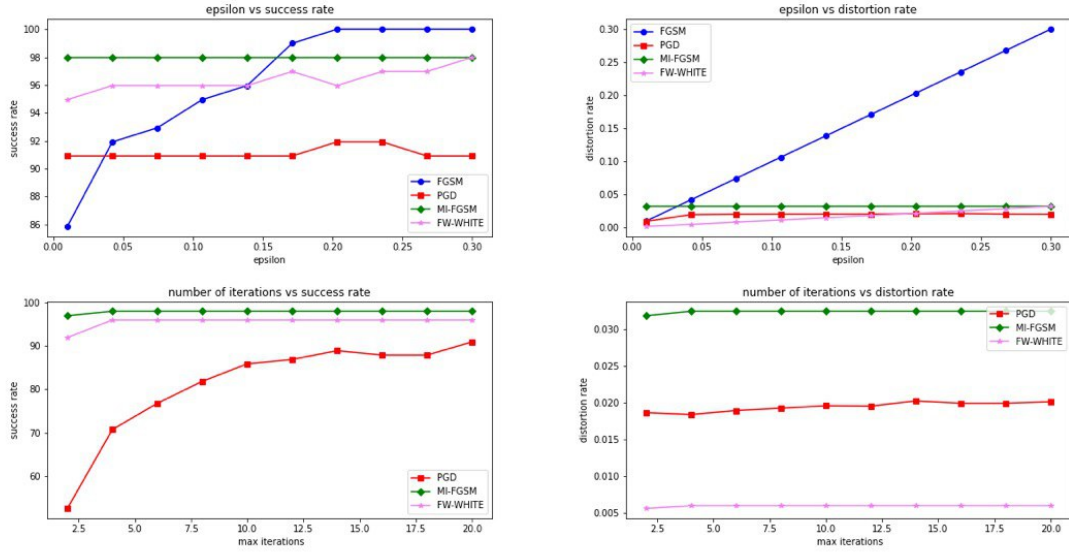 epsilon vs success rate
100
98
96
94
92
90
88
86
success rate
0.00 0.05 0.10 0.15 0.20 0.25 0.30
epsilon
FGSM
PGD
MI-FGSM
FW-WHITE
epsilon vs distortion rate
0.30
0.25
0.20
0.15
0.10
0.05
0.00
distortion rate
0.00 0.05 0.10 0.15 0.20 0.25 0.30
epsilon
FGSM
PGD
MI-FGSM
FW-WHITE
number of iterations vs success rate
100
90
80
70
60
success rate
2.5 5.0 7.5 10.0 12.5 15.0 17.5 20.0
max iterations
PGD
MI-FGSM
FW-WHITE
number of iterations vs distortion rate
0.030
0.025
0.020
0.015
0.010
0.005
distortion rate
2.5 5.0 7.5 10.0 12.5 15.0 17.5 20.0
max iterations
PGD
MI-FGSM
FW-WHITE